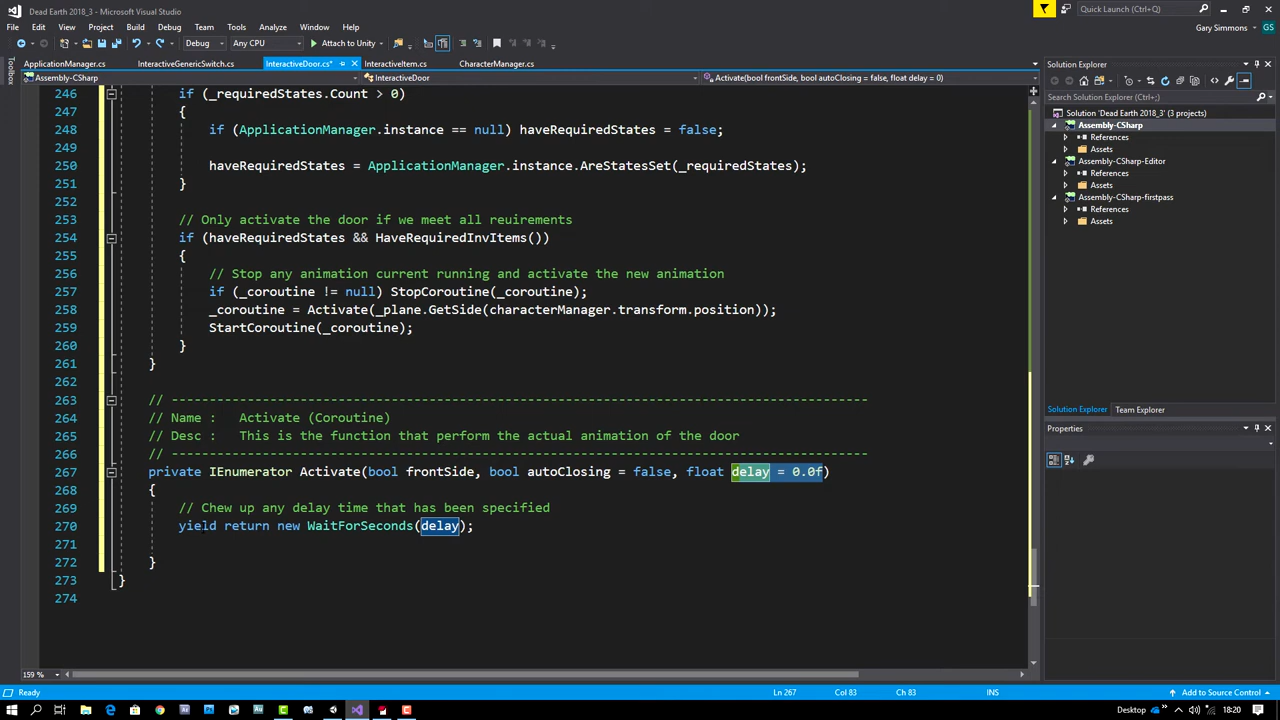 Dead Earth 2018_3 - Microsoft Visual Studio
Quick Launch (Ctrl+Q)
File Edit View Project Build Debug Team Tools Test Analyze Window Help
Gary Simmons GS
Debug Any CPU Attach to Unity
Toolbox
ApplicationManager.cs InteractiveGenericSwitch.cs InteractiveDoor.cs* InteractiveItem.cs CharacterManager.cs
Assembly-CSharp InteractiveDoor Activate(bool frontSide, bool autoClosing = false, float delay = 0)
246 if (_requiredStates.Count > 0)
247 {
248 if (ApplicationManager.instance == null) haveRequiredStates = false;
249
250 haveRequiredStates = ApplicationManager.instance.AreStatesSet(_requiredStates);
251 }
252
253 // Only activate the door if we meet all reuirements
254 if (haveRequiredStates && HaveRequiredInvItems())
255 {
256 // Stop any animation current running and activate the new animation
257 if (_coroutine != null) StopCoroutine(_coroutine);
258 _coroutine = Activate(_plane.GetSide(characterManager.transform.position));
259 StartCoroutine(_coroutine);
260 }
261 }
262
263 // --------------------------------------------------------------------------------------------
264 // Name : Activate (Coroutine)
265 // Desc : This is the function that perform the actual animation of the door
266 // --------------------------------------------------------------------------------------------
267 private IEnumerator Activate(bool frontSide, bool autoClosing = false, float delay = 0.0f)
268 {
269 // Chew up any delay time that has been specified
270 yield return new WaitForSeconds(delay);
271
272 }
273 }
274
159 %
Solution Explorer
Search Solution Explorer (Ctrl+;)
Solution 'Dead Earth 2018_3' (3 projects)
Assembly-CSharp
References
Assets
Assembly-CSharp-Editor
References
Assets
Assembly-CSharp-firstpass
References
Assets
Solution Explorer Team Explorer
Properties
Ready Ln 267 Col 83 Ch 83 INS Add to Source Control
Desktop 18:20